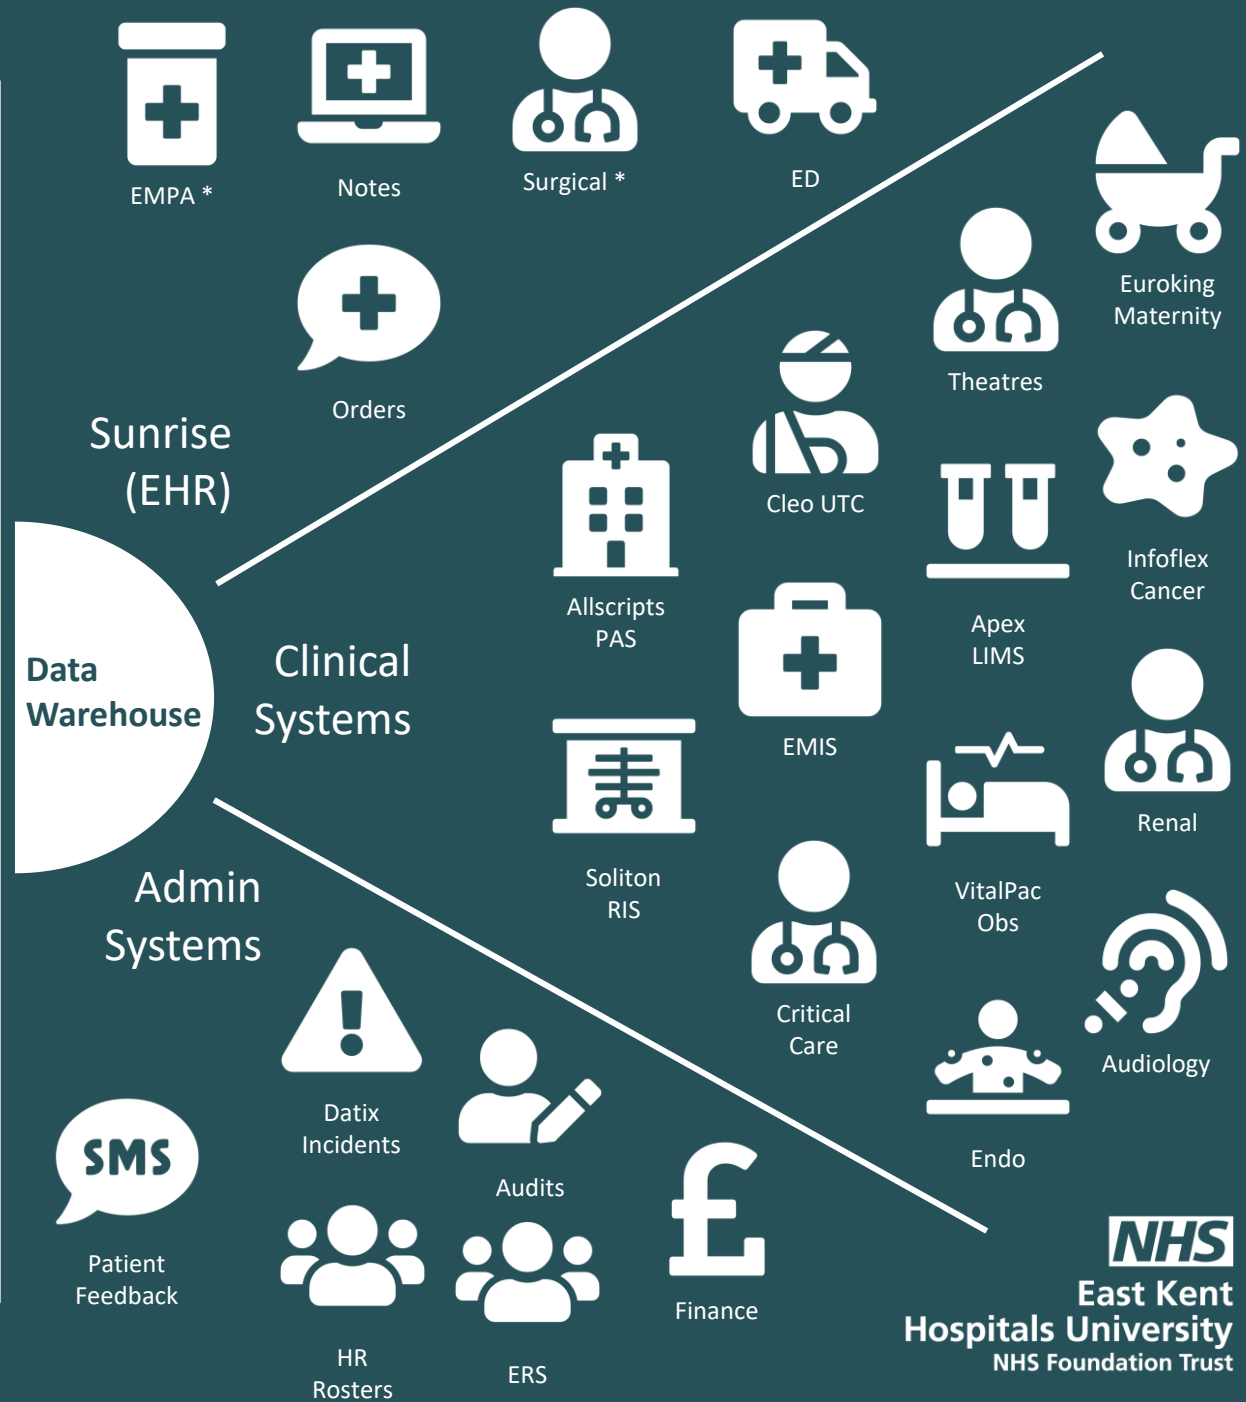 EMPA *
Notes
Surgical *
ED
Orders
Sunrise
(EHR)
Euroking
Maternity
Theatres
Cleo UTC
Infoflex
Cancer
Allscripts
PAS
Apex
LIMS
Data
Warehouse
Clinical
Systems
EMIS
Renal
Soliton
RIS
VitalPac
Obs
Critical
Care
Audiology
Endo
Admin
Systems
Datix
Incidents
Audits
SMS
Patient
Feedback
HR
Rosters
ERS
£
Finance
NHS
East Kent
Hospitals University
NHS Foundation Trust